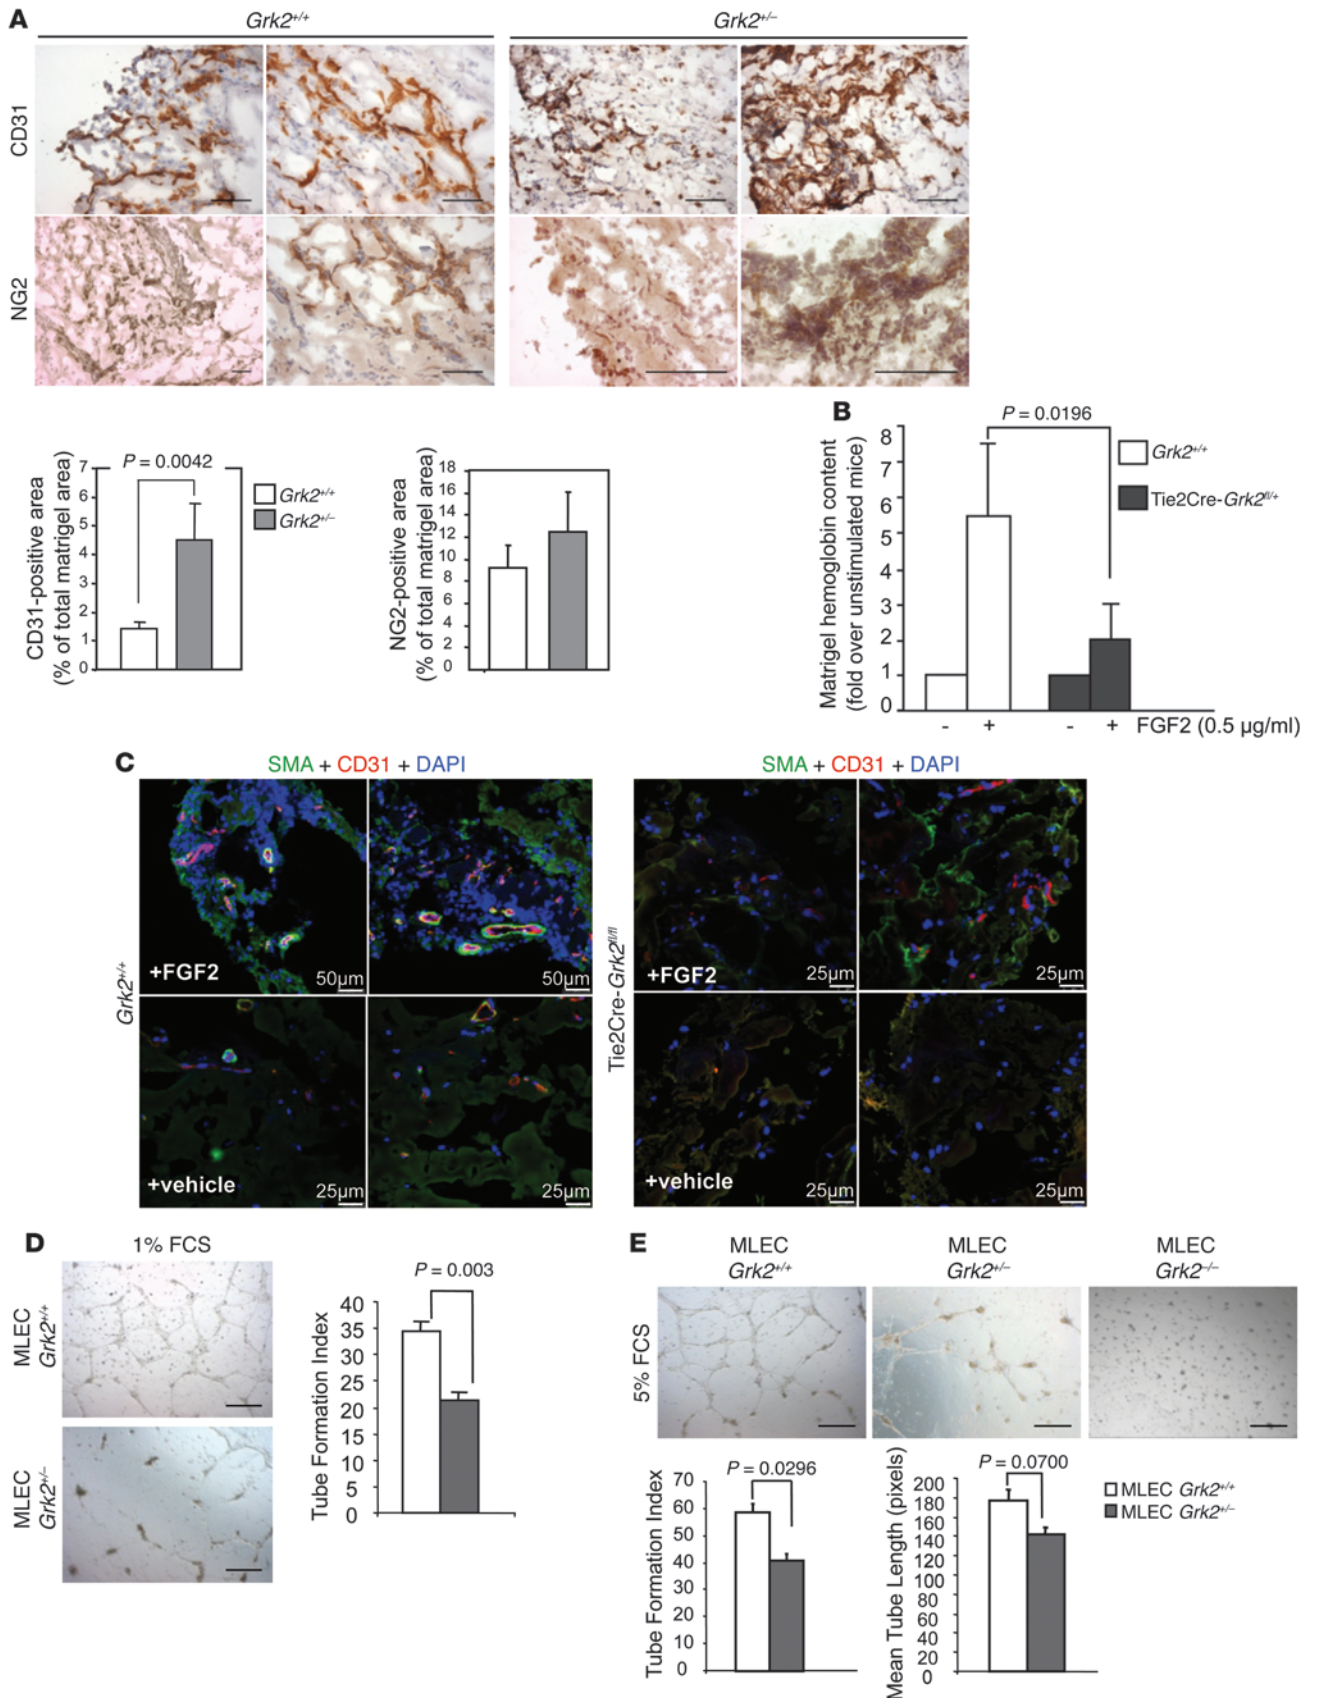 A
Grk2+/+
Grk2+/–
CD31
NG2
CD31-positive area
(% of total matrigel area)
7
6
5
4
3
2
1
0
P = 0.0042
Grk2+/+
Grk2+/–
NG2-positive area
(% of total matrigel area)
18
16
14
12
10
8
6
4
2
0
B
Matrigel hemoglobin content
(fold over unstimulated mice)
8
7
6
5
4
3
2
1
0
P = 0.0196
Grk2+/+
Tie2Cre-Grk2fl/+
- + - + FGF2 (0.5 µg/ml)
C
SMA + CD31 + DAPI
SMA + CD31 + DAPI
Grk2+/+
+FGF2
50µm
50µm
+vehicle
25µm
25µm
Tie2Cre-Grk2fl/fl
+FGF2
25µm
25µm
+vehicle
25µm
25µm
D
1% FCS
MLEC
Grk2+/+
MLEC
Grk2+/–
P = 0.003
Tube Formation Index
40
35
30
25
20
15
10
5
0
E
MLEC
Grk2+/+
MLEC
Grk2+/–
MLEC
Grk2–/–
5% FCS
Tube Formation Index
70
60
50
40
30
20
10
0
P = 0.0296
Mean Tube Length (pixels)
200
180
160
140
120
100
80
60
40
20
0
P = 0.0700
MLEC Grk2+/+
MLEC Grk2+/–